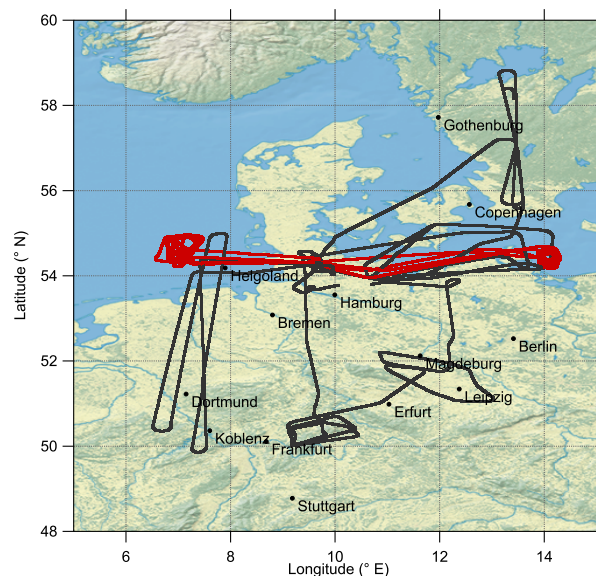 60
58
56
54
52
50
48
Latitude (° N)
Gothenburg
Copenhagen
Helgoland
Hamburg
Bremen
Berlin
Magdeburg
Dortmund
Leipzig
Erfurt
Koblenz
Frankfurt
Stuttgart
6 8 10 12 14
Longitude (° E)